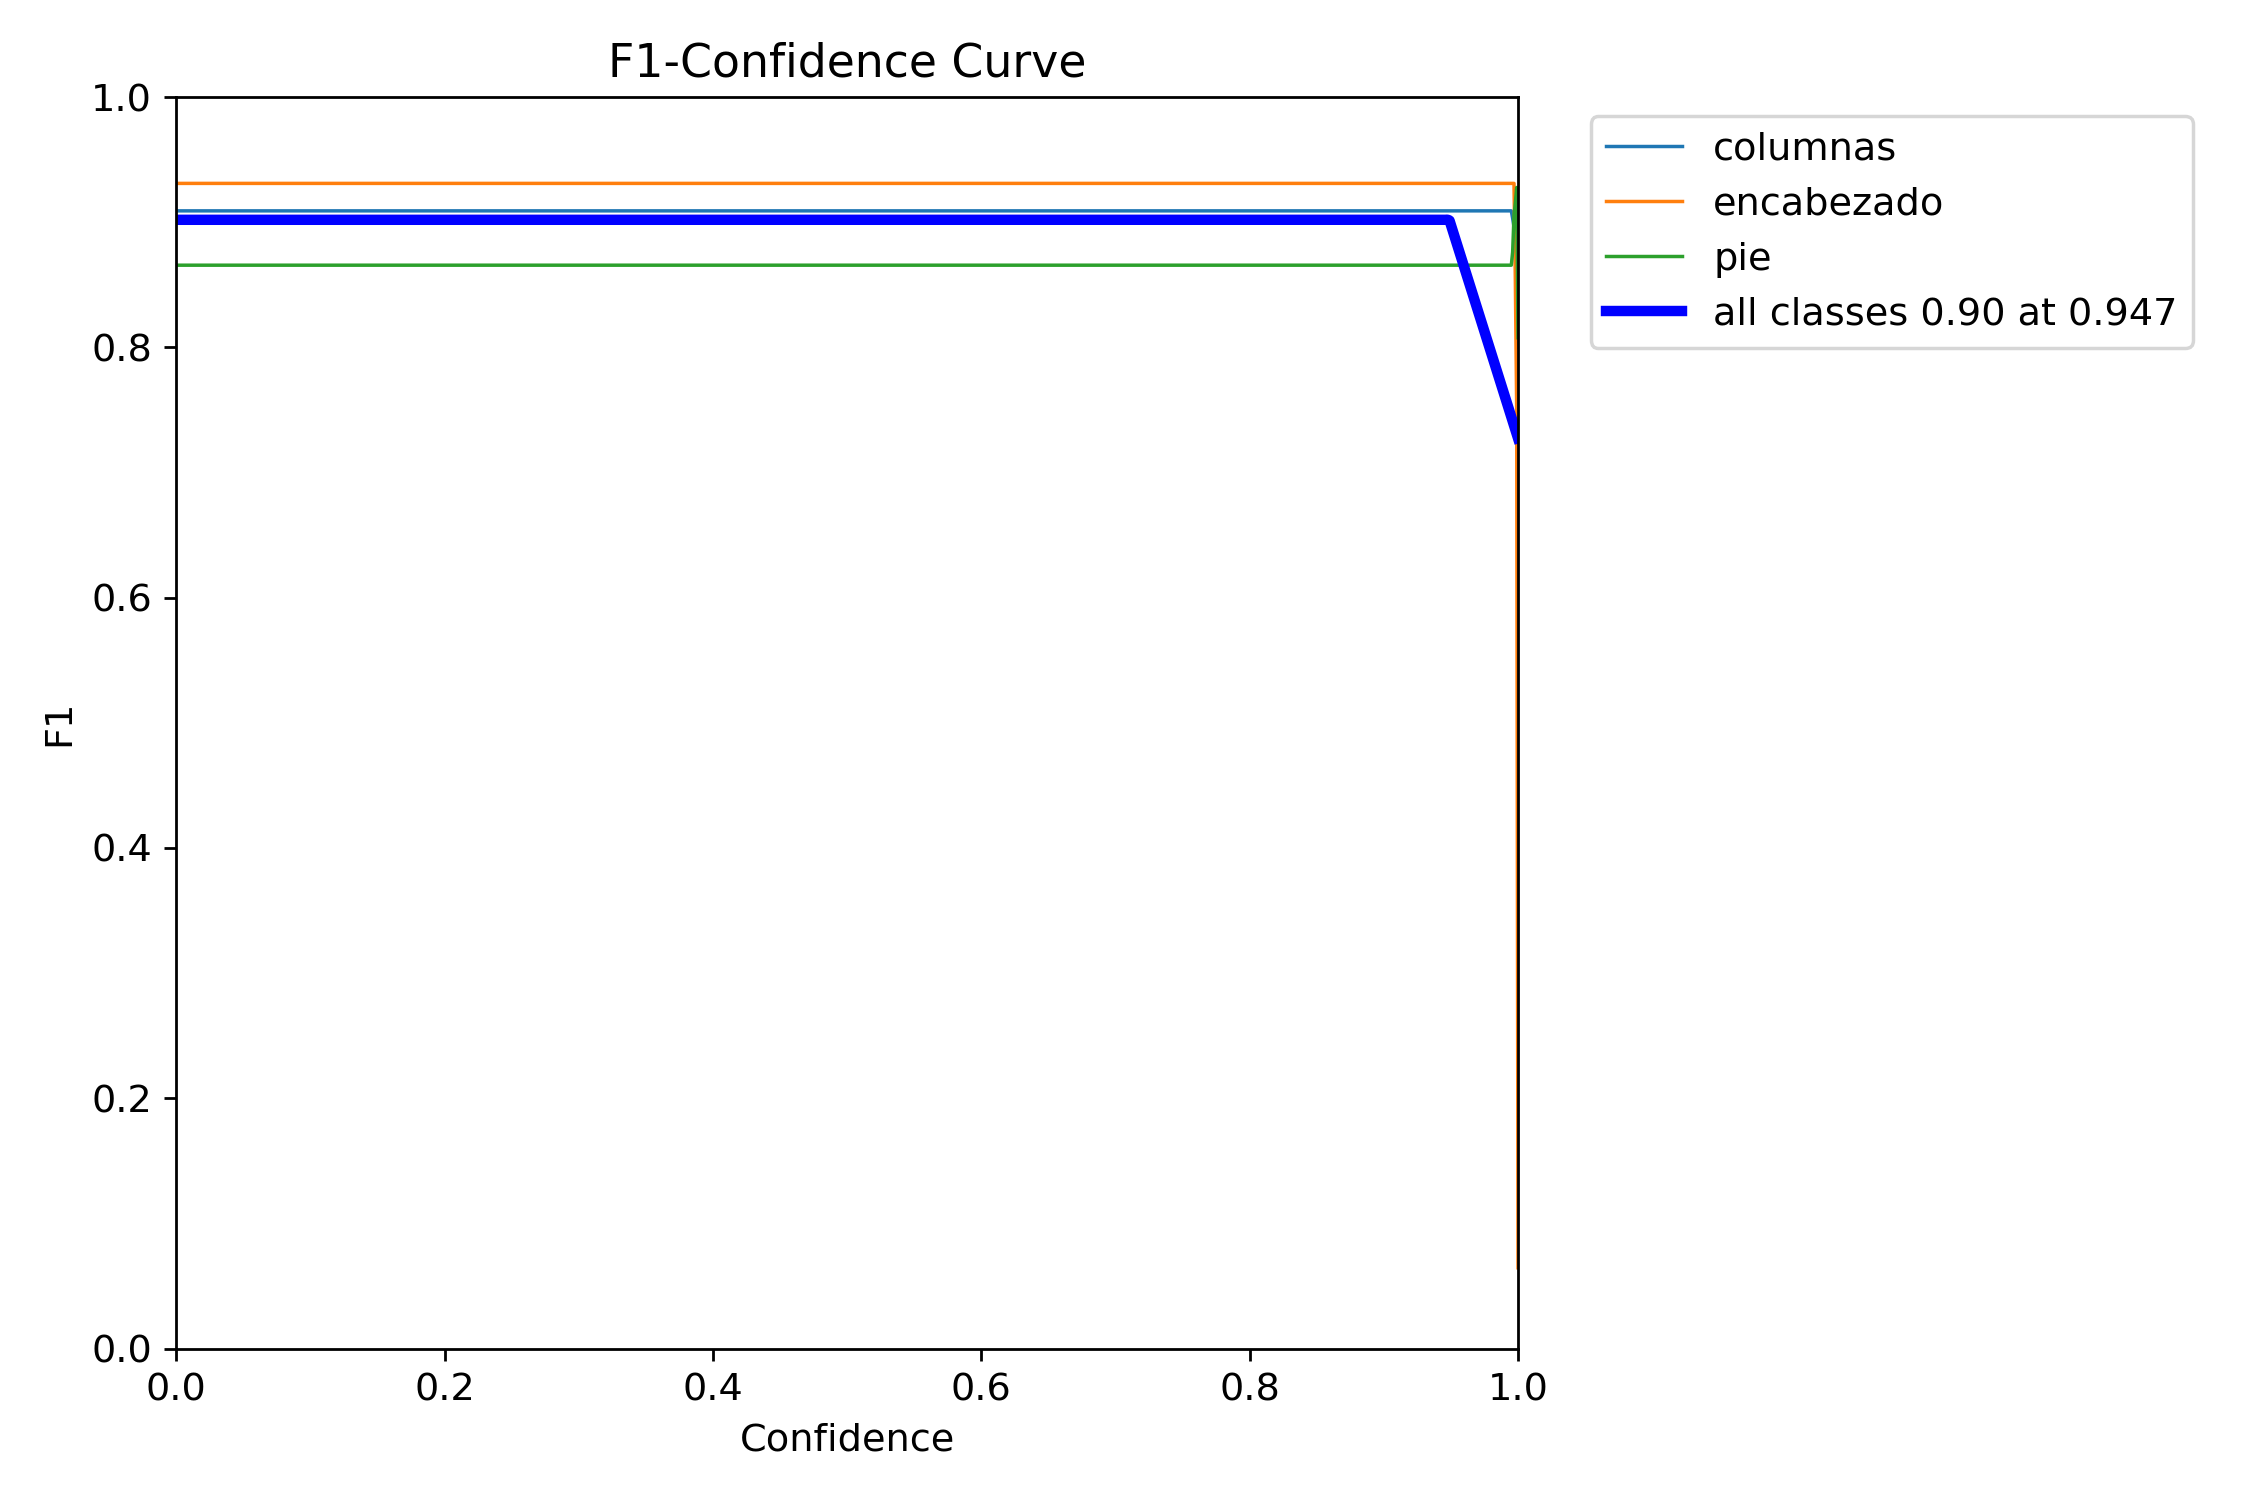 F1-Confidence Curve
1.0
0.8
0.6
0.4
0.2
0.0
F1
0.0 0.2 0.4 0.6 0.8 1.0
Confidence
columnas
encabezado
pie
all classes 0.90 at 0.947